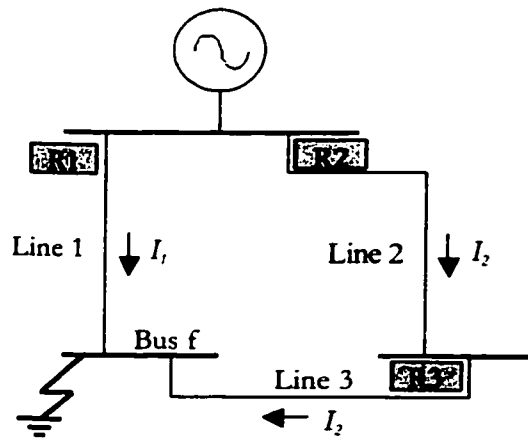 R1
R2
Line 1
I₁
Line 2
I₂
Bus f
Line 3
R3
I₂